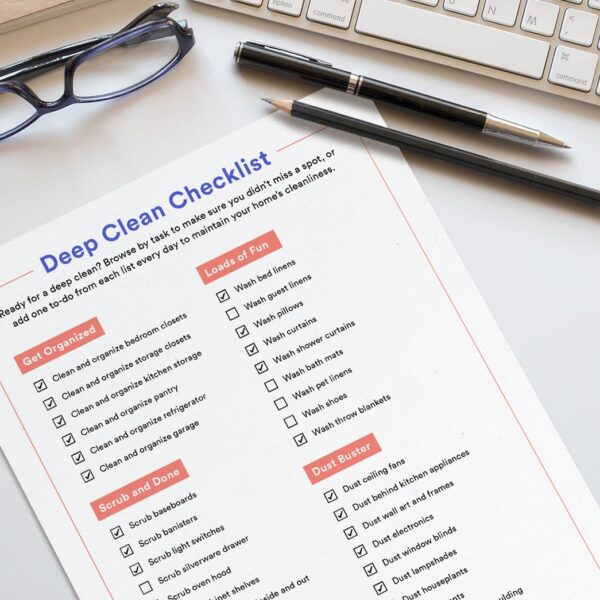 option
command
M
N
<
,
⌘
command
Deep Clean Checklist
Ready for a deep clean? Browse by task to make sure you didn't miss a spot, or
add one to-do from each list every day to maintain your home's cleanliness.
Get Organized
Clean and organize bedroom closets
Clean and organize storage closets
Clean and organize kitchen storage
Clean and organize pantry
Clean and organize refrigerator
Clean and organize garage
Scrub and Done
Scrub baseboards
Scrub banisters
Scrub light switches
Scrub silverware drawer
Scrub oven hood
inet shelves
side and out
Loads of Fun
Wash bed linens
Wash guest linens
Wash pillows
Wash curtains
Wash shower curtains
Wash bath mats
Wash pet linens
Wash shoes
Wash throw blankets
Dust Buster
Dust ceiling fans
Dust behind kitchen appliances
Dust wall art and frames
Dust electronics
Dust window blinds
Dust lampshades
Dust houseplants
ulding